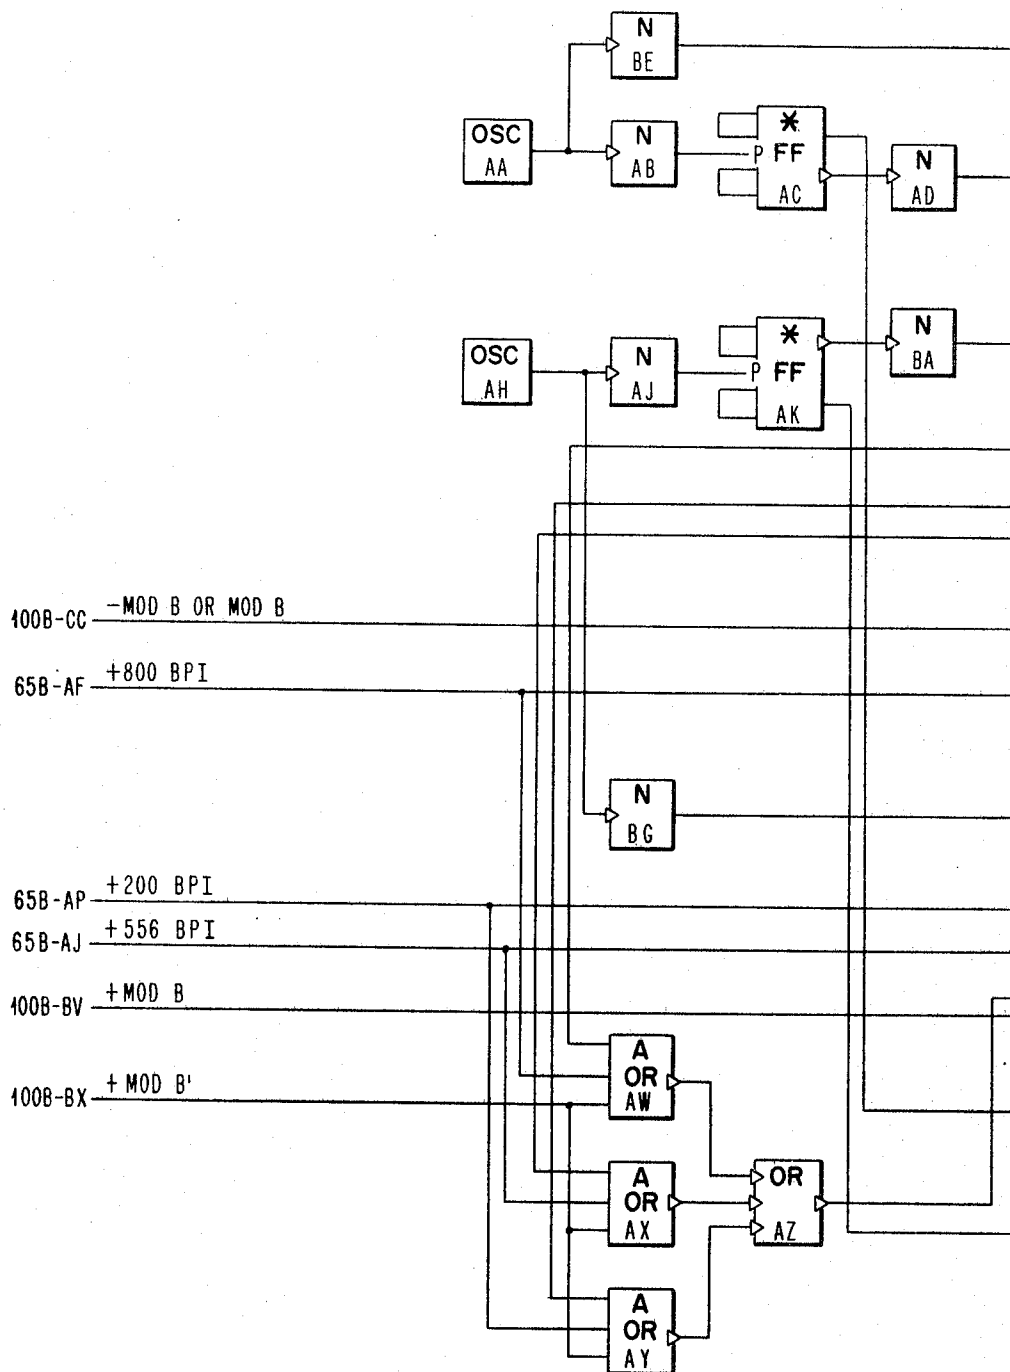 N
BE
OSC
AA
N
AB
P
*
FF
AC
N
AD
OSC
AH
N
AJ
P
*
FF
AK
N
BA
100B-CC
-MOD B OR MOD B
65B-AF
+800 BPI
N
BG
65B-AP
+200 BPI
65B-AJ
+556 BPI
100B-BV
+MOD B
100B-BX
+MOD B'
A
OR
AW
A
OR
AX
OR
AZ
A
OR
AY